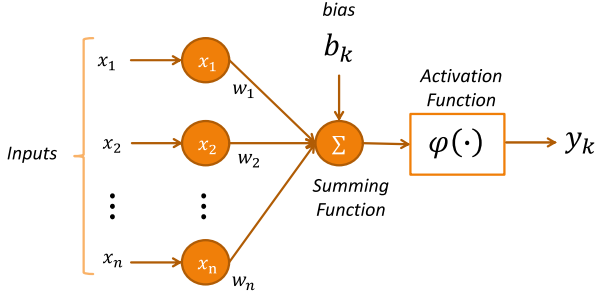 bias
b_k
x_1
x_1
w_1
Activation
Function
Inputs
x_2
x_2
w_2
Σ
φ(·)
y_k
Summing
Function
⋮
⋮
x_n
x_n
w_n